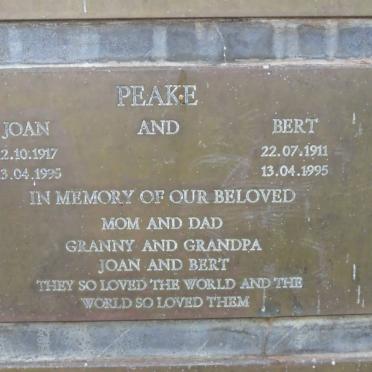 PEAKE
JOAN AND BERT
2.10.1917 22.07.1911
3.04.1995 13.04.1995
IN MEMORY OF OUR BELOVED
MOM AND DAD
GRANNY AND GRANDPA
JOAN AND BERT
THEY SO LOVED THE WORLD AND THE
WORLD SO LOVED THEM